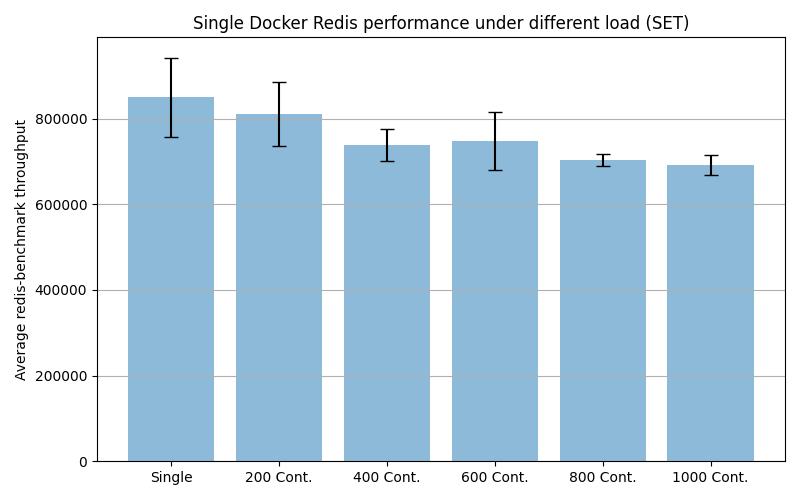 Single Docker Redis performance under different load (SET)
Average redis-benchmark throughput
800000
600000
400000
200000
0
Single
200 Cont.
400 Cont.
600 Cont.
800 Cont.
1000 Cont.